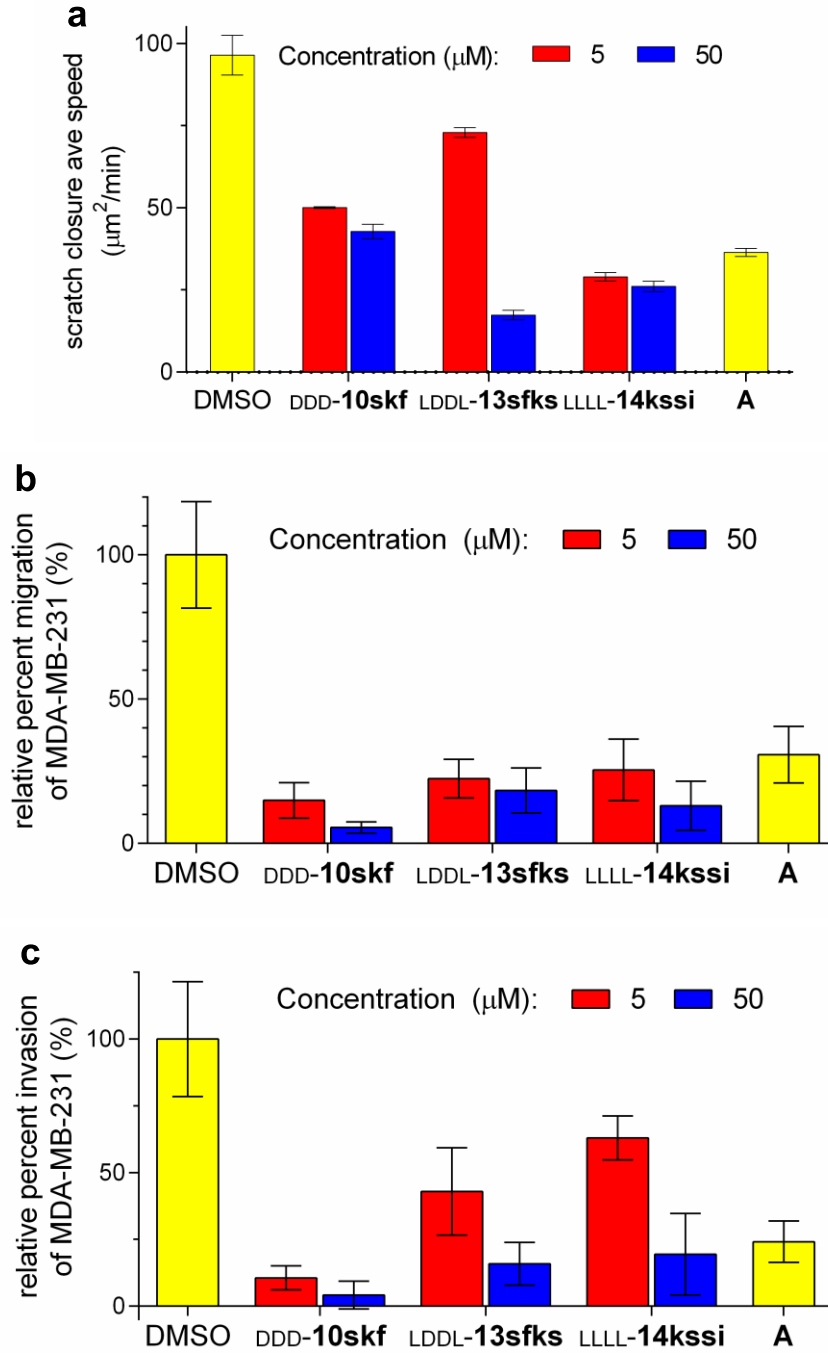 a
scratch closure ave speed
(μm²/min)
Concentration (μM): 5 50
100
50
0
DMSO DDD-10skf LDDL-13sfks LLLL-14kssi A
b
relative percent migration
of MDA-MB-231 (%)
Concentration (μM): 5 50
100
50
0
DMSO DDD-10skf LDDL-13sfks LLLL-14kssi A
c
relative percent invasion
of MDA-MB-231 (%)
Concentration (μM): 5 50
100
50
0
DMSO DDD-10skf LDDL-13sfks LLLL-14kssi A